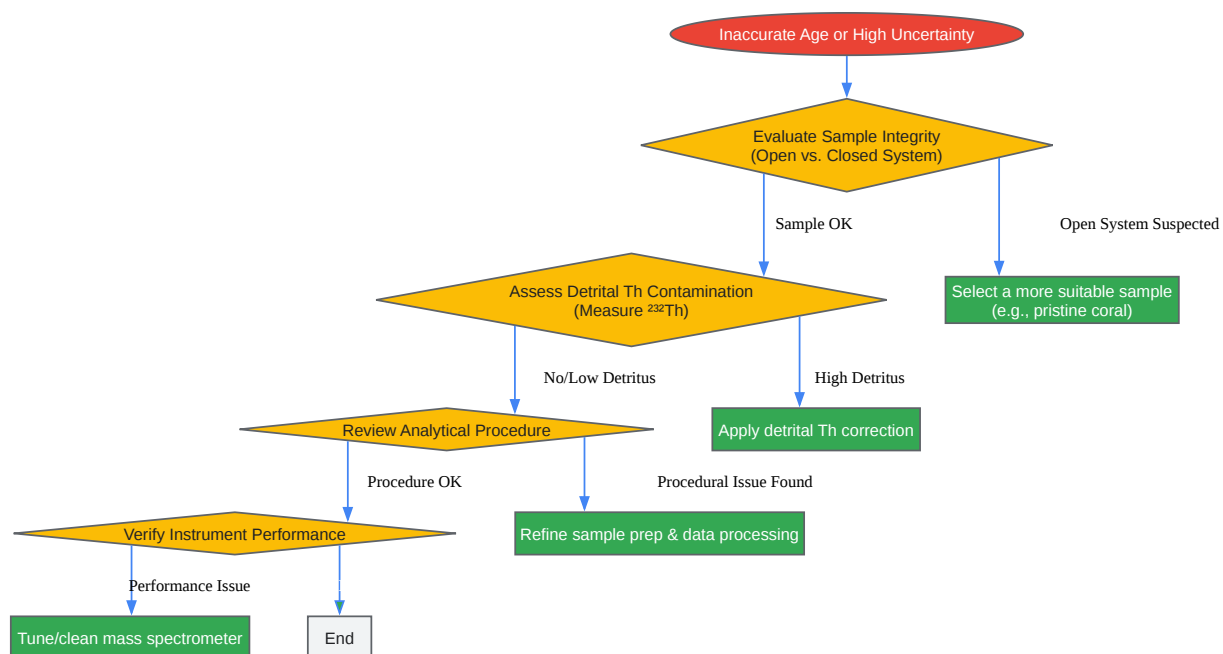 Inaccurate Age or High Uncertainty
Evaluate Sample Integrity
(Open vs. Closed System)
Sample OK
Open System Suspected
Assess Detrital Th Contamination
(Measure ²³²Th)
Select a more suitable sample
(e.g., pristine coral)
No/Low Detritus
High Detritus
Review Analytical Procedure
Apply detrital Th correction
Procedure OK
Procedural Issue Found
Verify Instrument Performance
Refine sample prep & data processing
Performance Issue
Tune/clean mass spectrometer
End